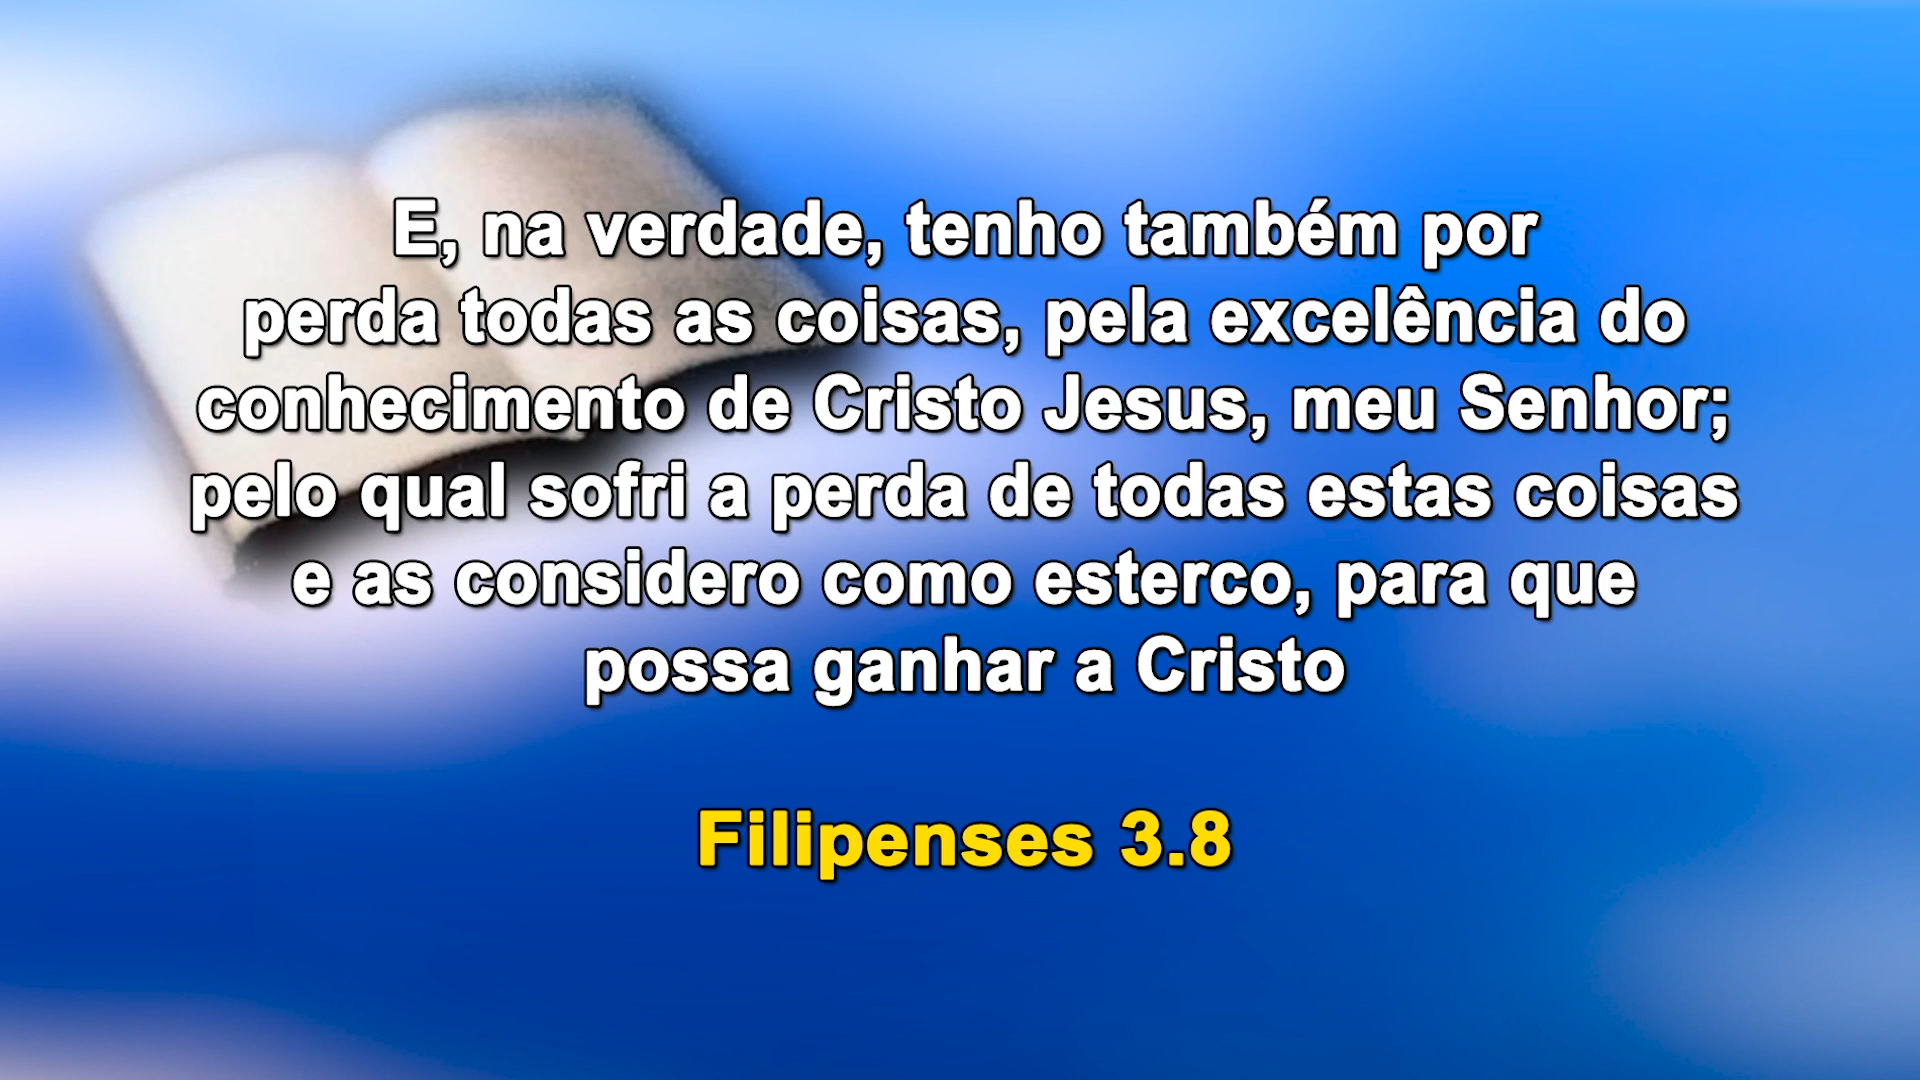 E, na verdade, tenho também por
perda todas as coisas, pela excelência do
conhecimento de Cristo Jesus, meu Senhor;
pelo qual sofri a perda de todas estas coisas
e as considero como esterco, para que
possa ganhar a Cristo
Filipenses 3.8